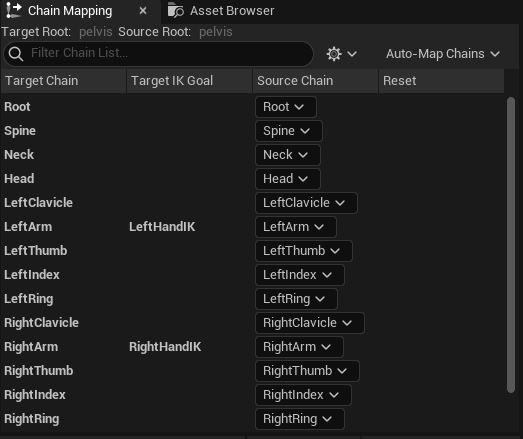 Chain Mapping × Asset Browser
Target Root: pelvis Source Root: pelvis
Filter Chain List... Auto-Map Chains
Target Chain Target IK Goal Source Chain Reset
Root Root
Spine Spine
Neck Neck
Head Head
LeftClavicle LeftClavicle
LeftArm LeftHandIK LeftArm
LeftThumb LeftThumb
LeftIndex LeftIndex
LeftRing LeftRing
RightClavicle RightClavicle
RightArm RightHandIK RightArm
RightThumb RightThumb
RightIndex RightIndex
RightRing RightRing